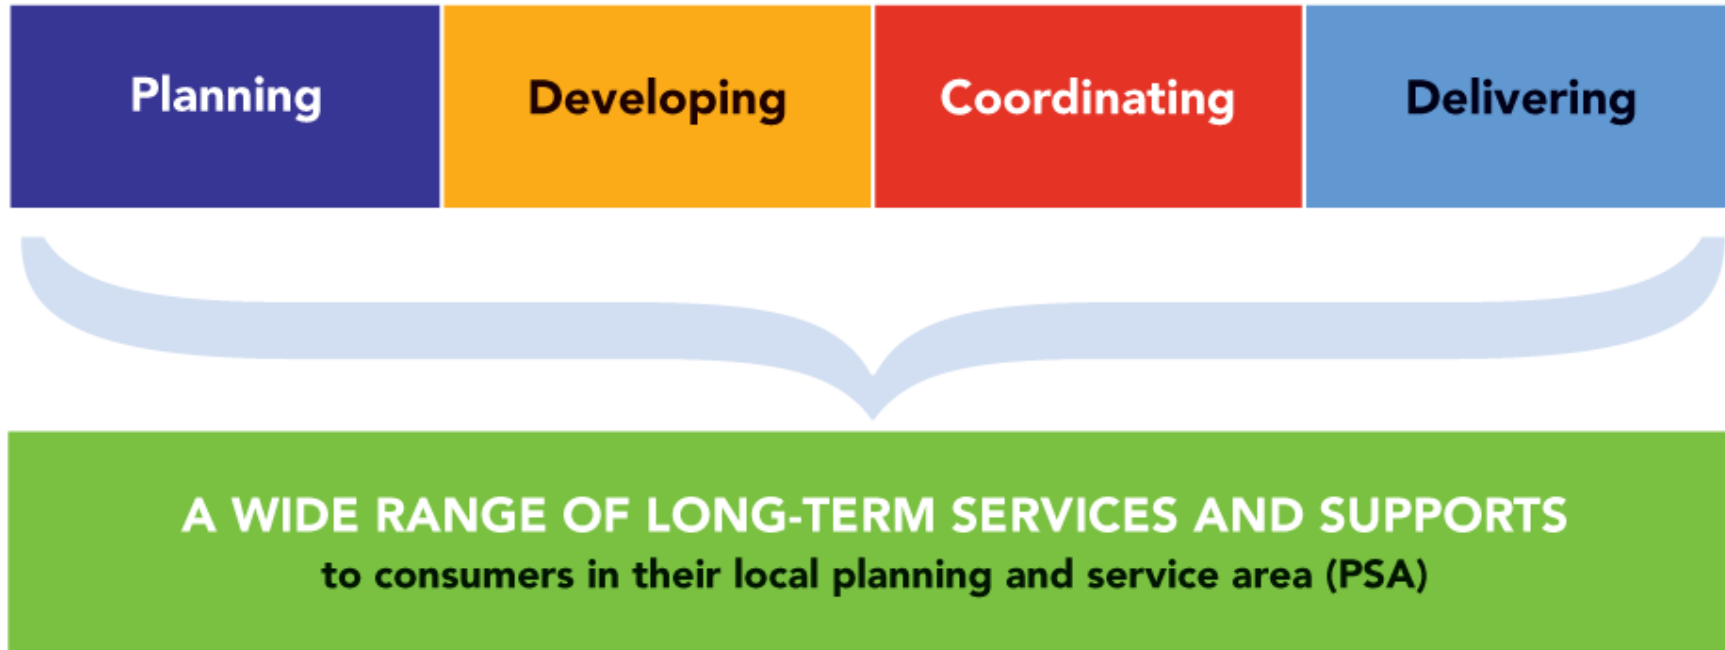 Planning
Developing
Coordinating
Delivering
A WIDE RANGE OF LONG-TERM SERVICES AND SUPPORTS
to consumers in their local planning and service area (PSA)